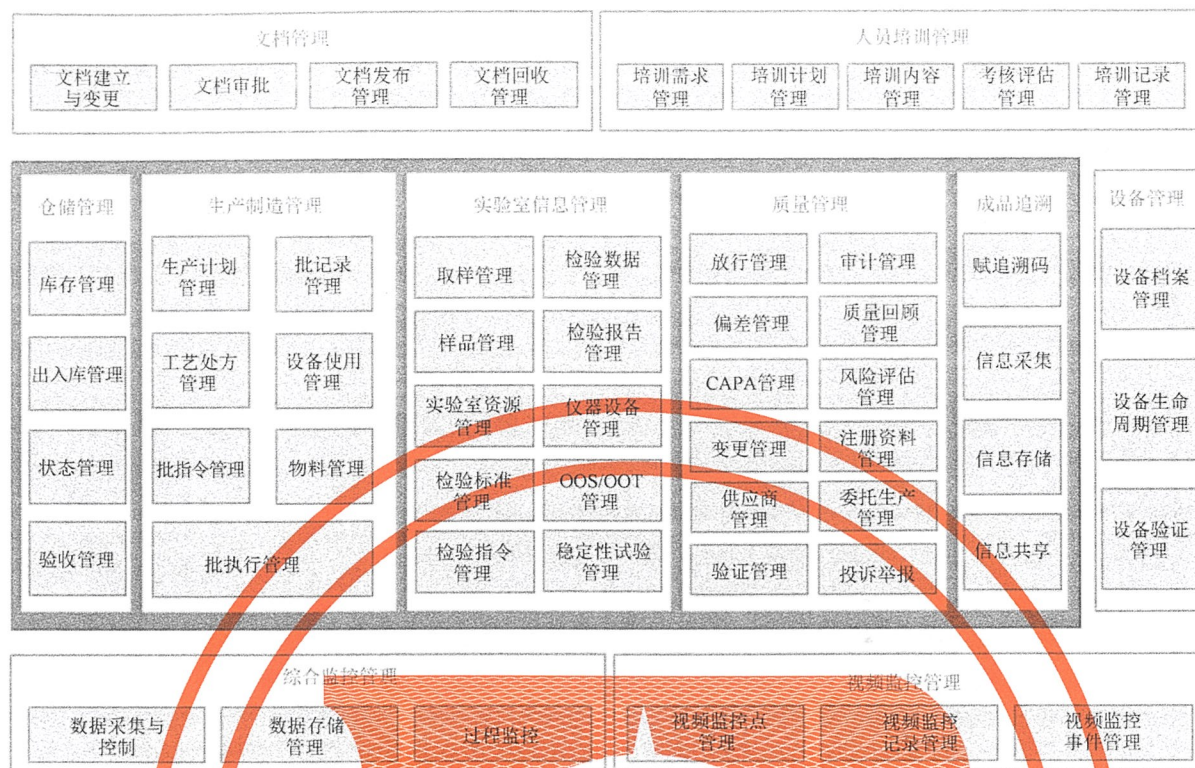 文档管理
文档建立
与变更
文档审批
文档发布
管理
文档回收
管理
人员培训管理
培训需求
管理
培训计划
管理
培训内容
管理
考核评估
管理
培训记录
管理
仓储管理
库存管理
出入库管理
状态管理
验收管理
生产制造管理
生产计划
管理
批记录
管理
工艺处方
管理
设备使用
管理
批指令管理
物料管理
批执行管理
实验室信息管理
取样管理
检验数据
管理
样品管理
检验报告
管理
实验室资源
管理
仪器设备
管理
检验标准
管理
OOS/OOT
管理
检验指令
管理
稳定性试验
管理
质量管理
放行管理
审计管理
偏差管理
质量回顾
管理
CAPA管理
风险评估
管理
变更管理
注册资料
管理
供应商
管理
委托生产
管理
验证管理
投诉举报
成品追溯
赋追溯码
信息采集
信息存储
信息共享
设备管理
设备档案
管理
设备生命
周期管理
设备验证
管理
综合监控管理
数据采集与
控制
数据存储
管理
过程监控
视频监控管理
视频监控点
管理
视频监控
记录管理
视频监控
事件管理